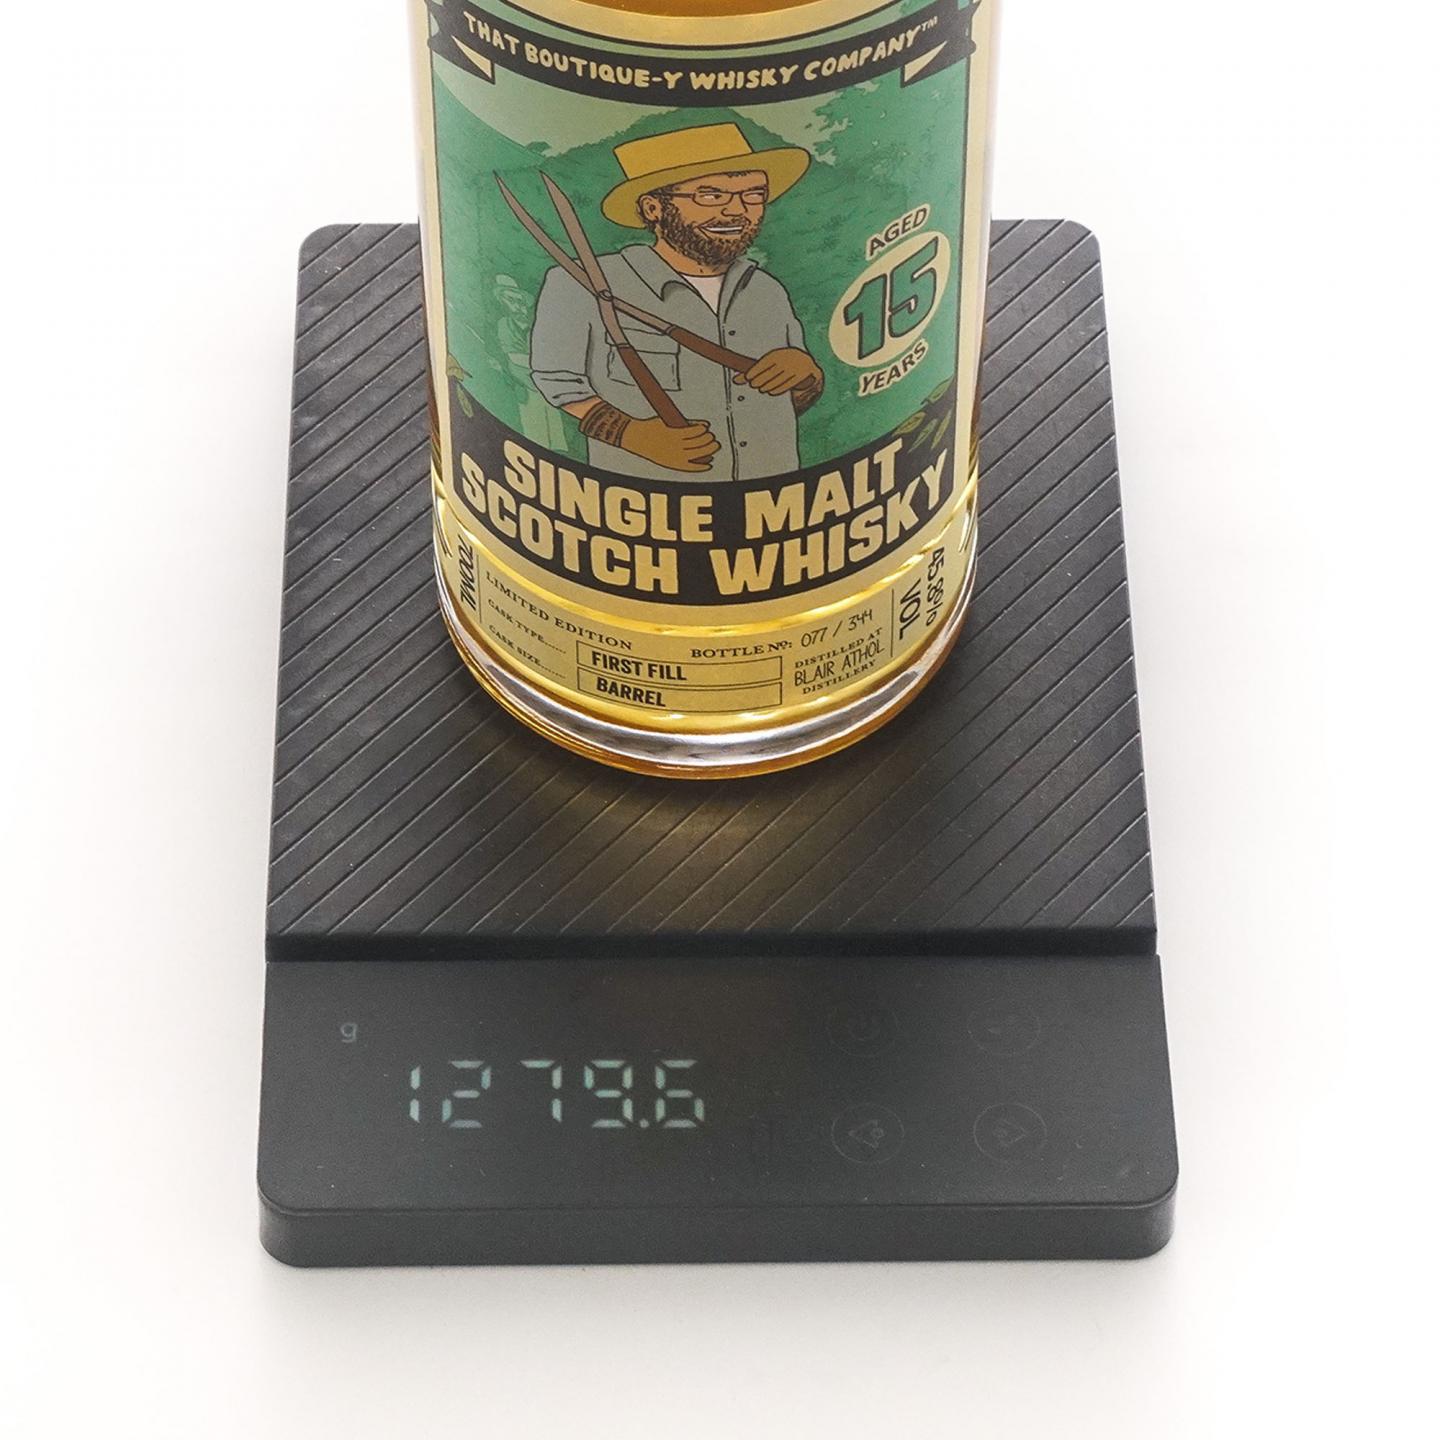 THAT BOUTIQUE-Y WHISKY COMPANY™
AGED
15
YEARS
SINGLE MALT
SCOTCH WHISKY
700ML
LIMITED EDITION
CASK TYPE.......
FIRST FILL
CASK SIZE.......
BARREL
BOTTLE Nº: 077 / 344
DISTILLED AT
BLAIR ATHOL
DISTILLERY
45.8% VOL
g
1279.6